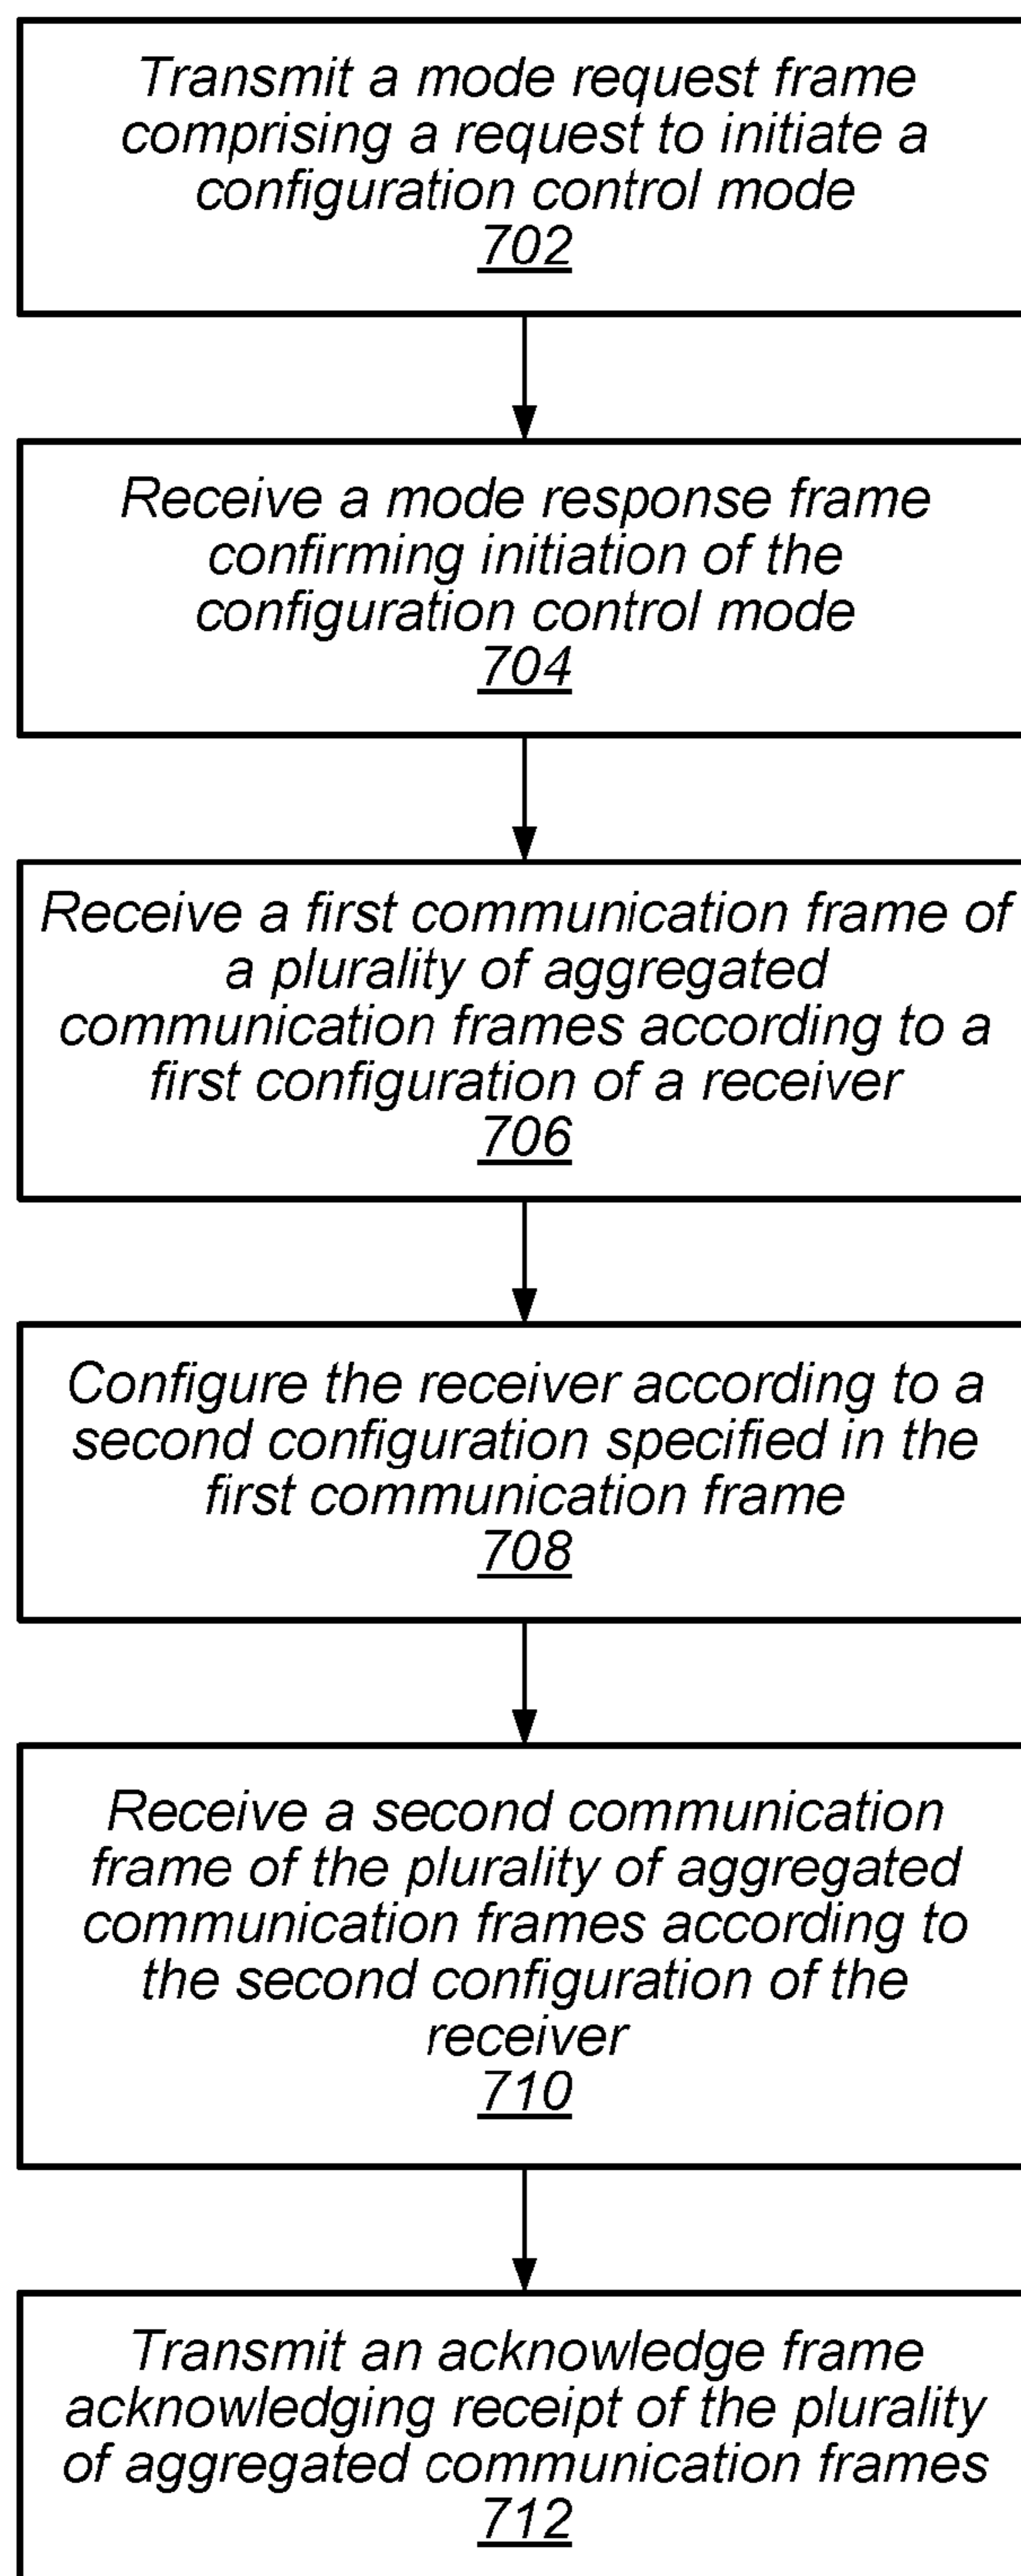 Transmit a mode request frame
comprising a request to initiate a
configuration control mode
702
Receive a mode response frame
confirming initiation of the
configuration control mode
704
Receive a first communication frame of
a plurality of aggregated
communication frames according to a
first configuration of a receiver
706
Configure the receiver according to a
second configuration specified in the
first communication frame
708
Receive a second communication
frame of the plurality of aggregated
communication frames according to
the second configuration of the
receiver
710
Transmit an acknowledge frame
acknowledging receipt of the plurality
of aggregated communication frames
712